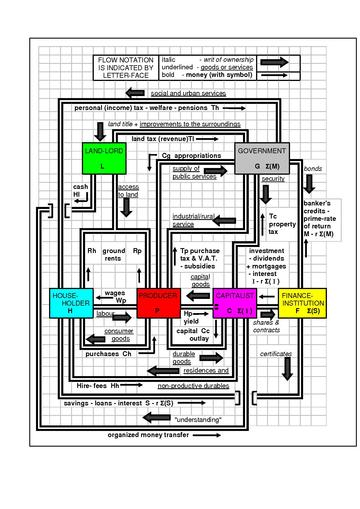 FLOW NOTATION
IS INDICATED BY
LETTER-FACE
italic - writ of ownership
underlined - goods or services
bold - money (with symbol)
social and urban services
personal (income) tax - welfare - pensions Th
land title + improvements to the surroundings
land tax (revenue)Tl
LAND-LORD
L
Cg appropriations
supply of
public services
GOVERNMENT
G Σ(M)
security
bonds
cash
Hl
access
to land
industrial/rural
service
Tc
property
tax
banker's
credits -
prime-rate
of return
M - r Σ(M)
Rh ground Rp
rents
Tp purchase
tax & V.A.T.
- subsidies
investment
- dividends
+ mortgages
- interest
I - r Σ( I )
capital
goods
HOUSE-
HOLDER
H
wages
Wp
labour
PRODUCER
P
CAPITALIST
C Σ( I )
FINANCE-
INSTITUTION
F Σ(S)
Hp
yield
capital Cc
outlay
shares &
contracts
consumer
goods
purchases Ch
durable
goods
residences and
certificates
Hire- fees Hh
non-productive durables
savings - loans - interest S - r Σ(S)
"understanding"
organized money transfer